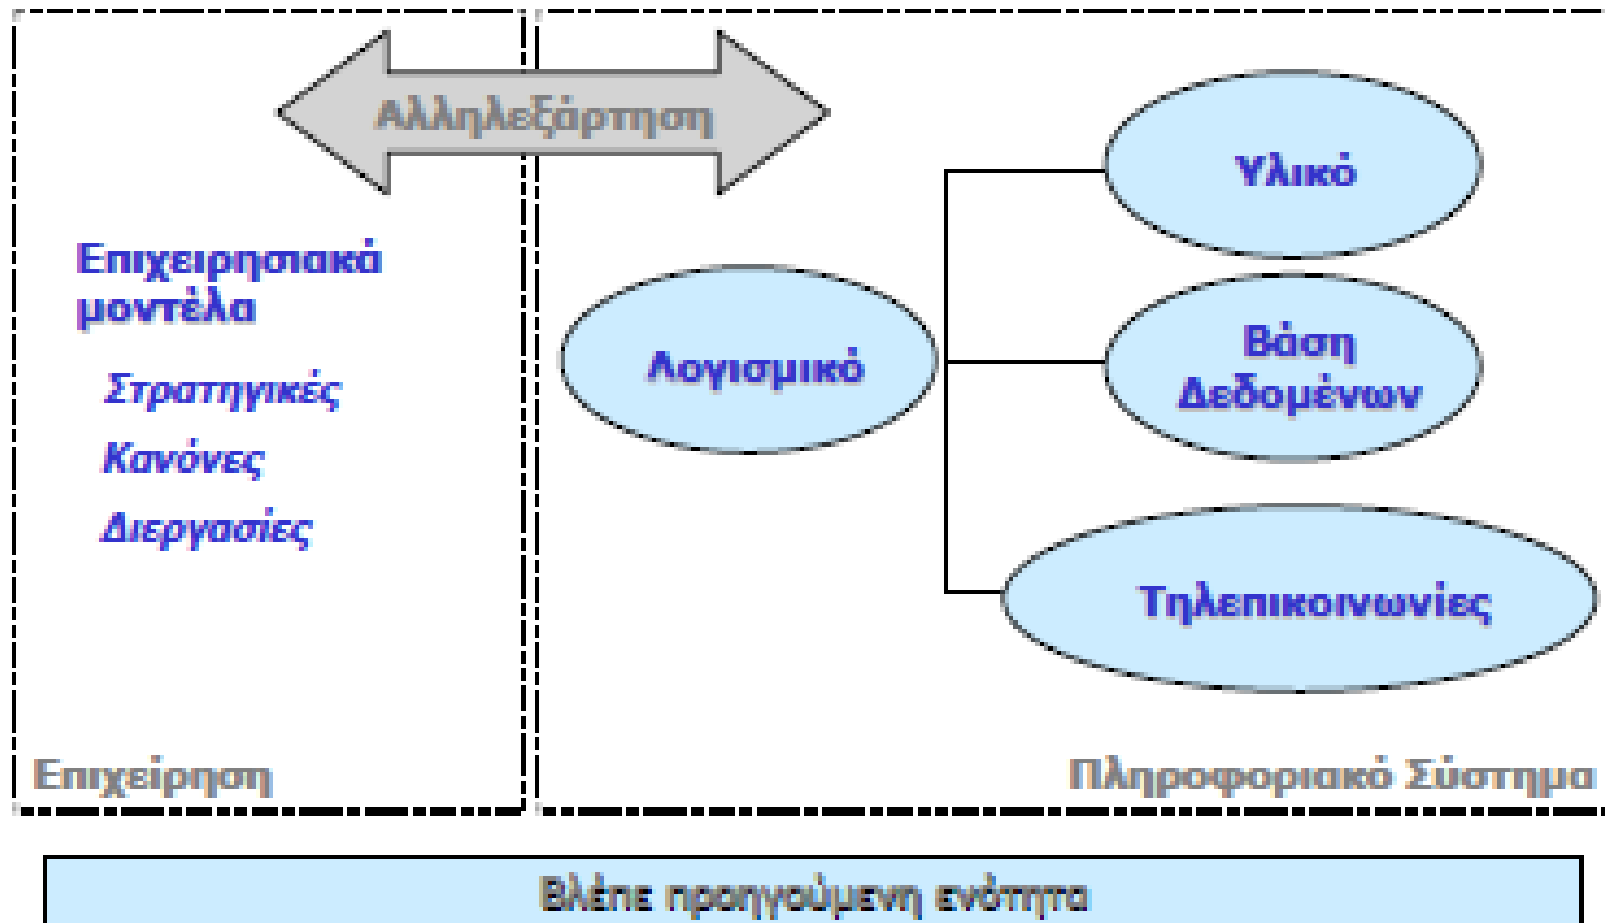 Αλληλεξάρτηση
Επιχειρησιακά
μοντέλα
Στρατηγικές
Κανόνες
Διεργασίες
Επιχείρηση
Λογισμικό
Υλικό
Βάση
Δεδομένων
Τηλεπικοινωνίες
Πληροφοριακό Σύστημα
Βλέπε προηγούμενη ενότητα